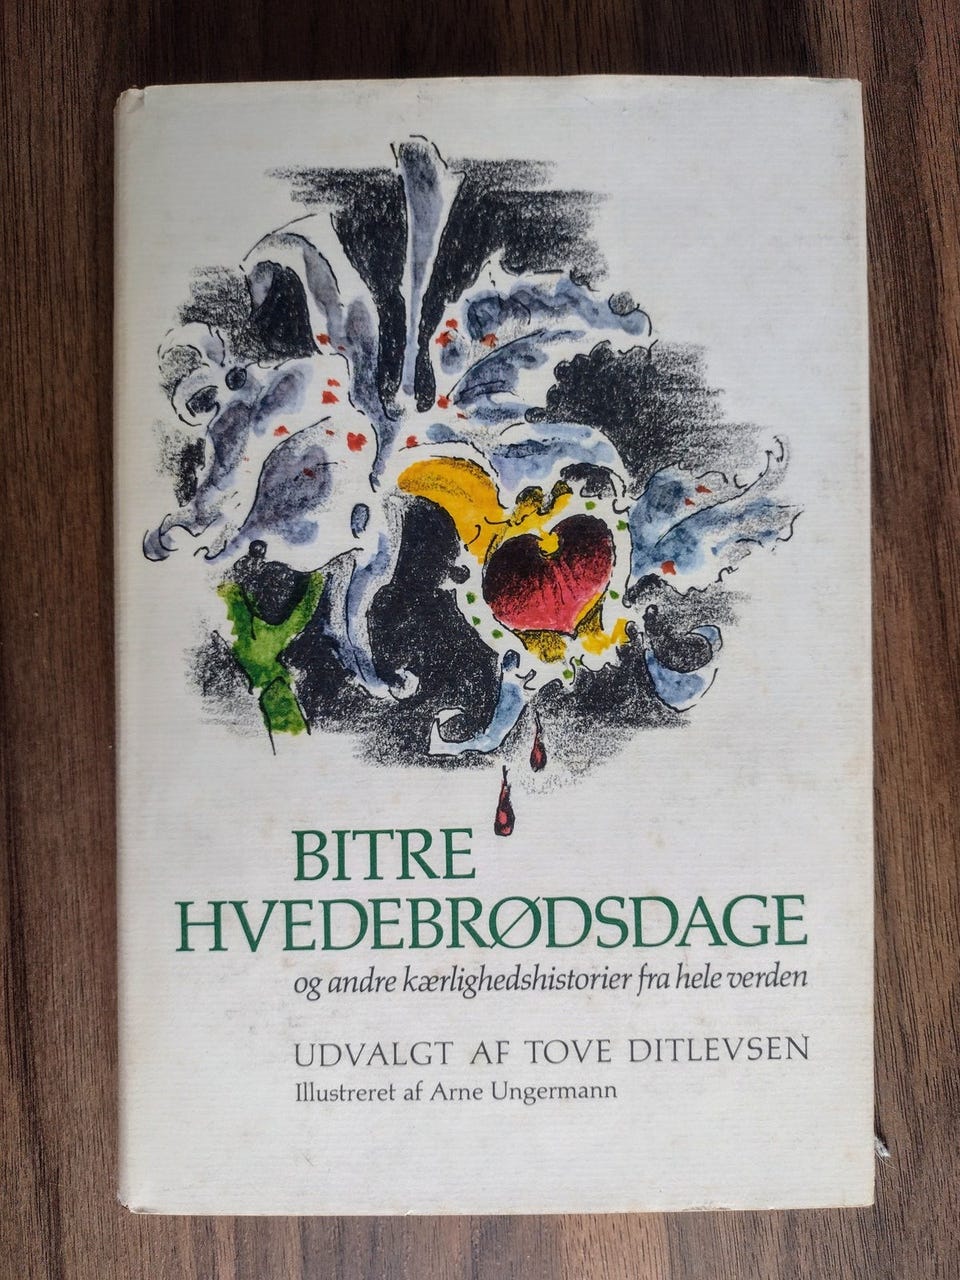 BITRE
HVEDEBRØDSDAGE
og andre kærlighedshistorier fra hele verden
UDVALGT AF TOVE DITLEVSEN
Illustreret af Arne Ungermann